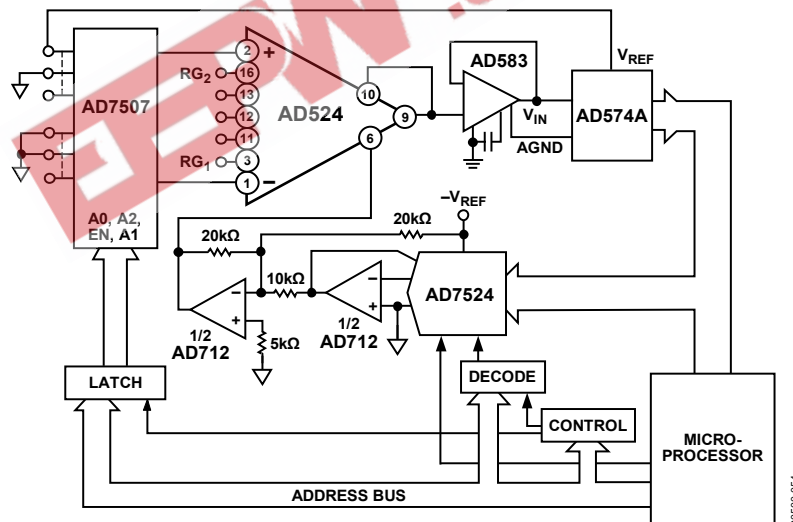 AD7507
A0, A2,
EN, A1
RG2
RG1
2
+
16
13
12
11
3
1
−
AD524
10
9
6
AD583
VREF
VIN
AGND
AD574A
−VREF
20kΩ
20kΩ
10kΩ
−
+
1/2
AD712
5kΩ
−
+
1/2
AD712
AD7524
LATCH
DECODE
CONTROL
MICRO-
PROCESSOR
ADDRESS BUS